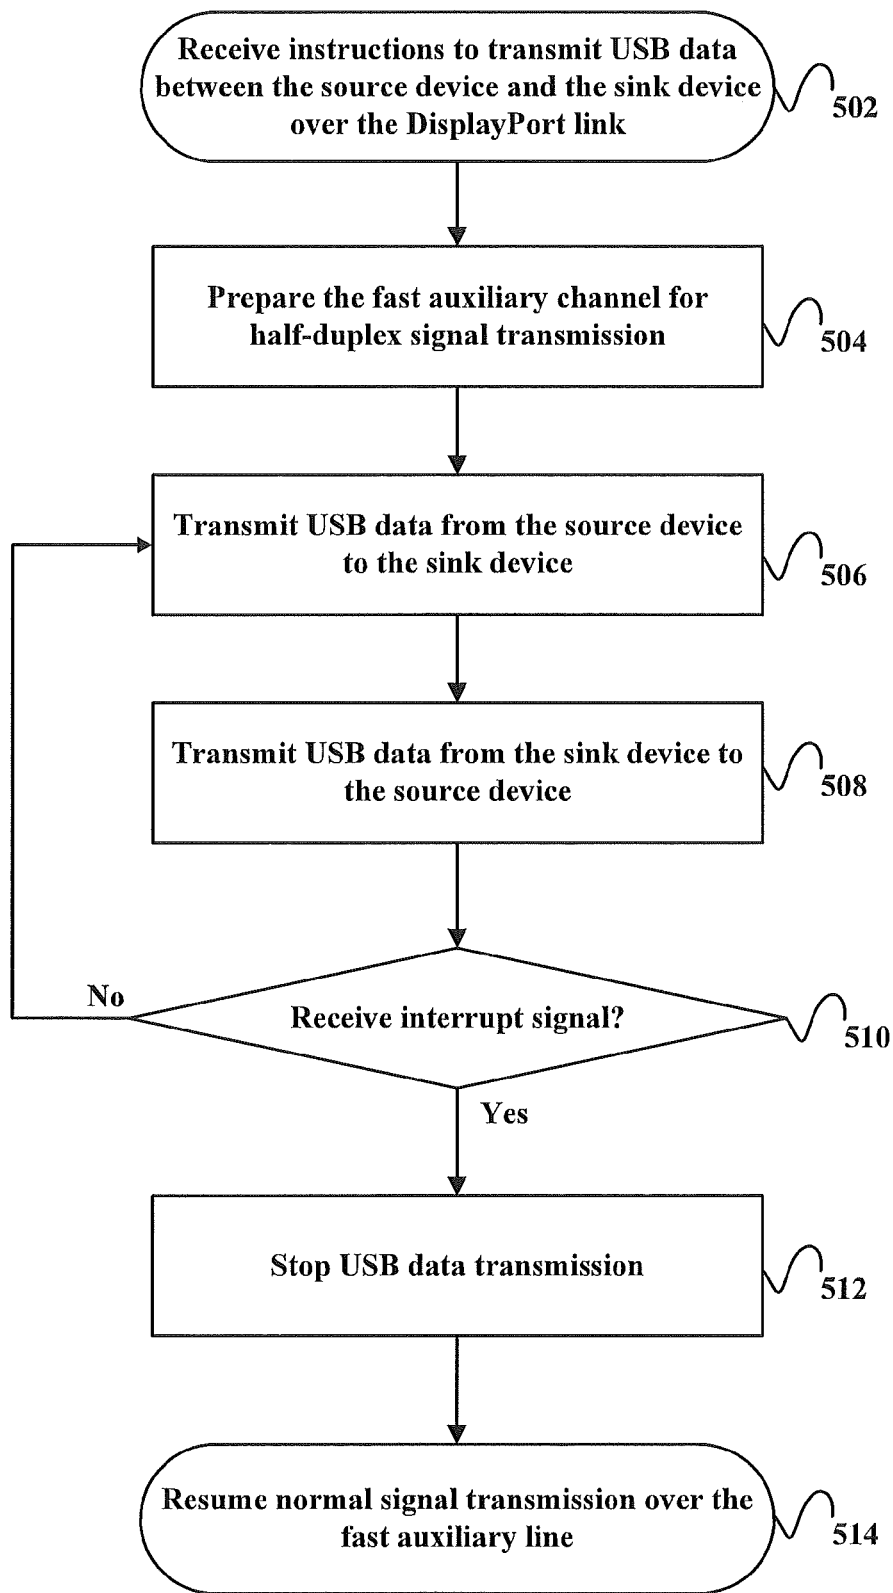 Receive instructions to transmit USB data
between the source device and the sink device
over the DisplayPort link
502
Prepare the fast auxiliary channel for
half-duplex signal transmission
504
Transmit USB data from the source device
to the sink device
506
Transmit USB data from the sink device to
the source device
508
No
Receive interrupt signal?
510
Yes
Stop USB data transmission
512
Resume normal signal transmission over the
fast auxiliary line
514